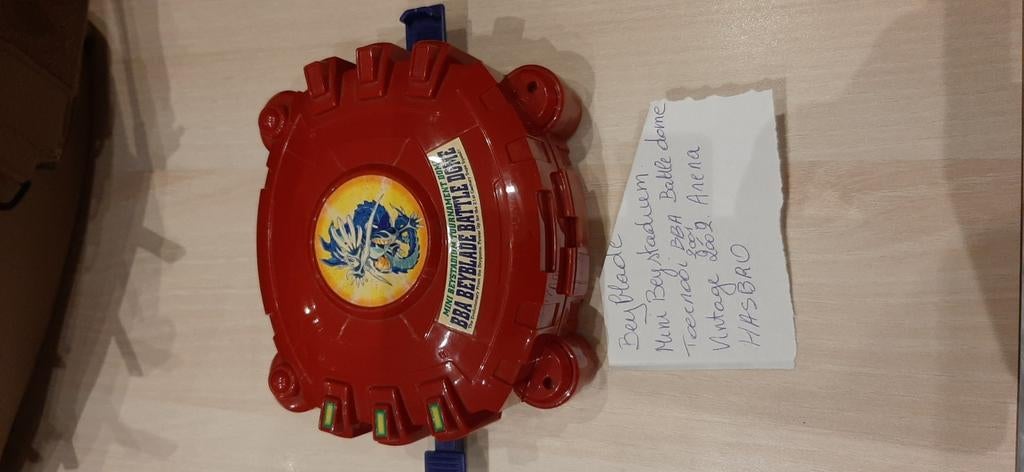 MINI BEYSTADIUM TOURNAMENT DOME
BBA BEYBLADE BATTLE DOME
Beyblade
Mini Beystadium
BBA Battle dome
2001
Vintage 2002. Arena
HASBRO